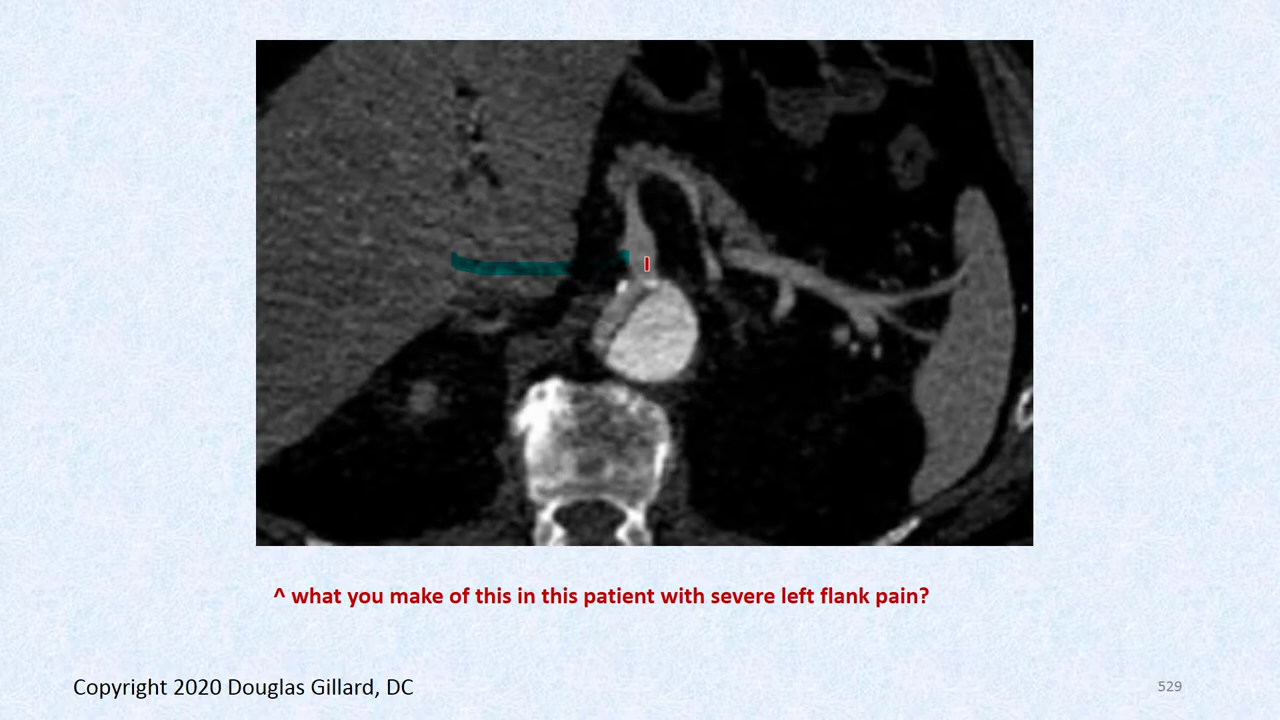 I
^ what you make of this in this patient with severe left flank pain?
Copyright 2020 Douglas Gillard, DC
529